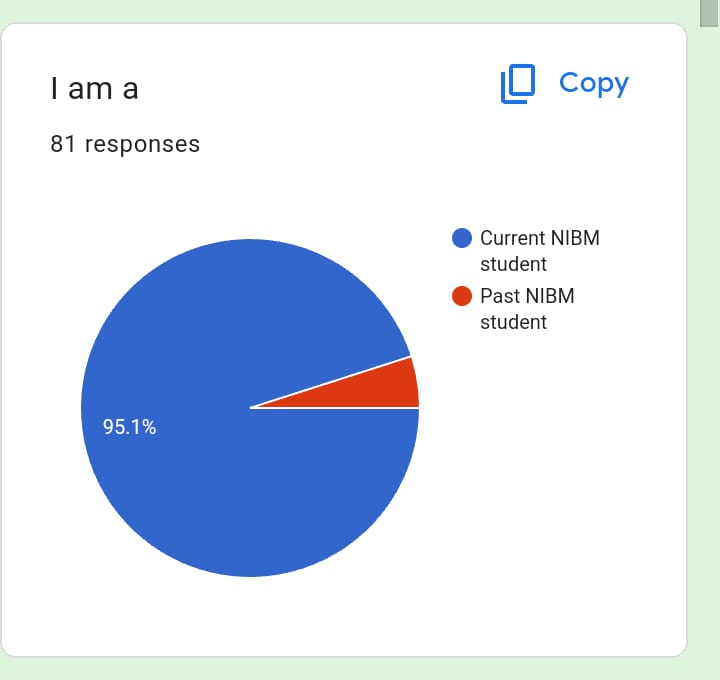 I am a
Copy
81 responses
Current NIBM
student
Past NIBM
student
95.1%